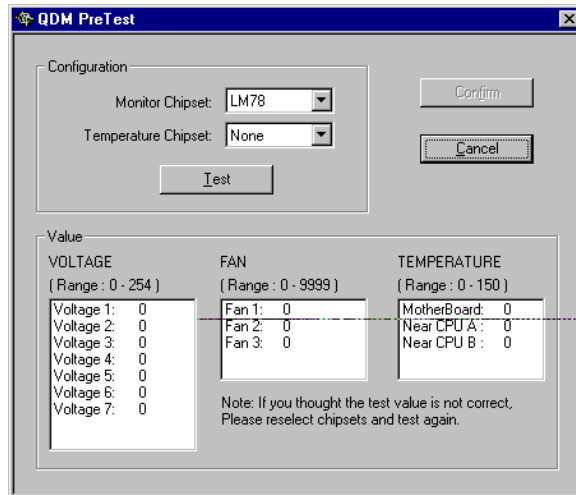 QDM PreTest
Configuration
Monitor Chipset: LM78
Temperature Chipset: None
Test
Confirm
Cancel
Value
VOLTAGE
( Range : 0 - 254 )
Voltage 1: 0
Voltage 2: 0
Voltage 3: 0
Voltage 4: 0
Voltage 5: 0
Voltage 6: 0
Voltage 7: 0
FAN
( Range : 0 - 9999 )
Fan 1: 0
Fan 2: 0
Fan 3: 0
TEMPERATURE
( Range : 0 - 150 )
MotherBoard: 0
Near CPU A : 0
Near CPU B : 0
Note: If you thought the test value is not correct,
Please reselect chipsets and test again.